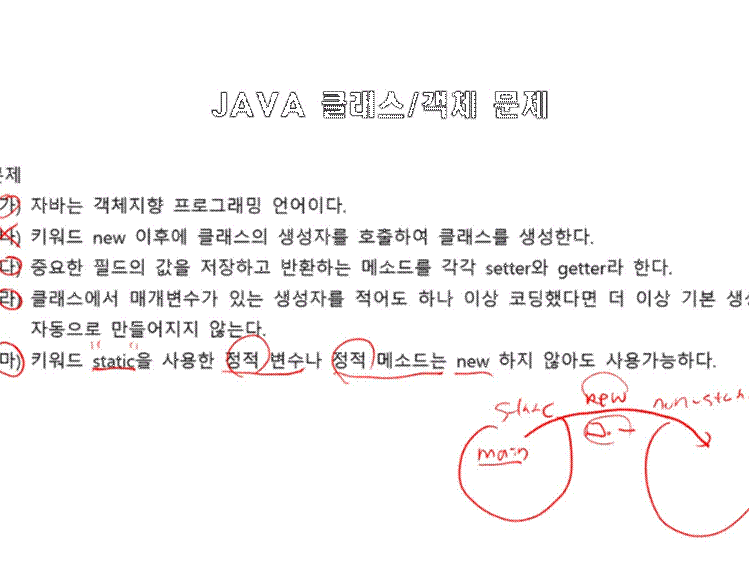 JAVA 클래스/객체 문제
문제
가) 자바는 객체지향 프로그래밍 언어이다.
나) 키워드 new 이후에 클래스의 생성자를 호출하여 클래스를 생성한다.
다) 중요한 필드의 값을 저장하고 반환하는 메소드를 각각 setter와 getter라 한다.
라) 클래스에서 매개변수가 있는 생성자를 적어도 하나 이상 코딩했다면 더 이상 기본 생성
자동으로 만들어지지 않는다.
마) 키워드 static을 사용한 정적 변수나 정적 메소드는 new 하지 않아도 사용가능하다.
static new non-stat
main